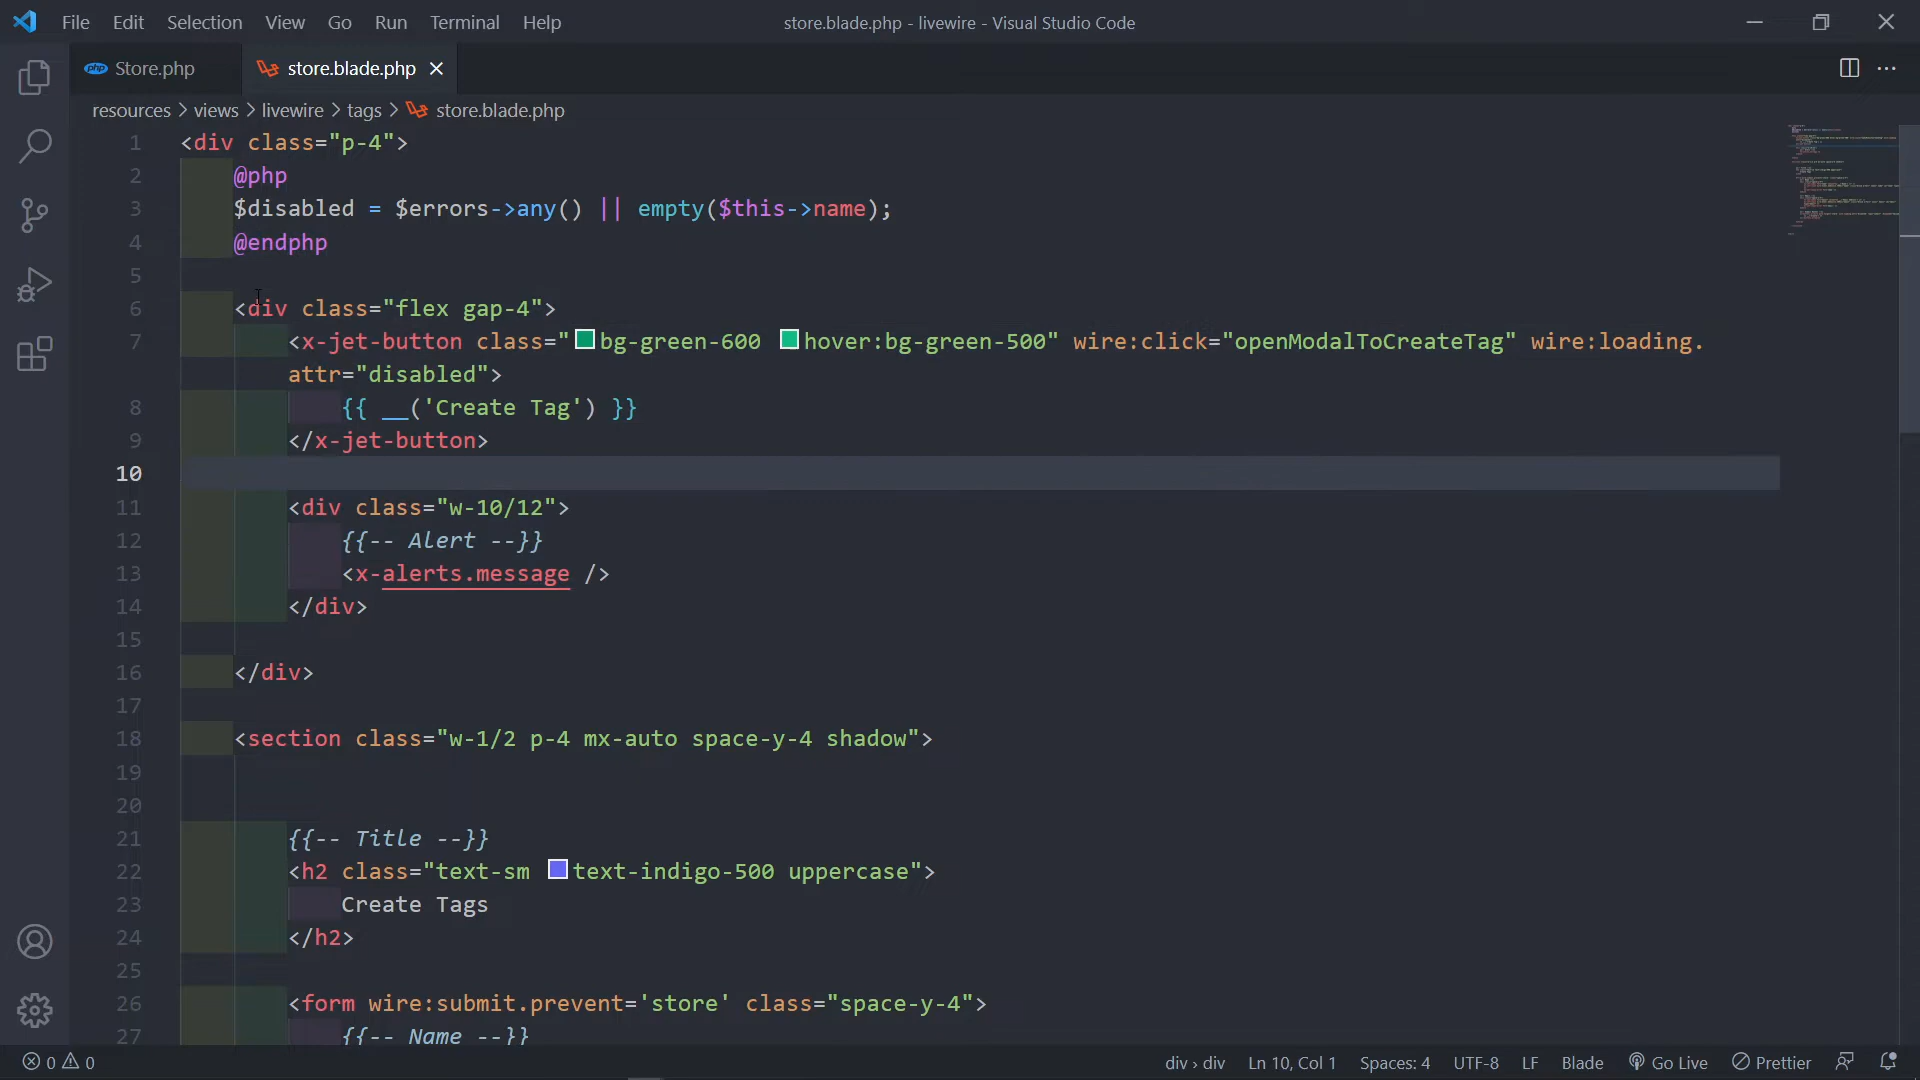 File Edit Selection View Go Run Terminal Help
store.blade.php - livewire - Visual Studio Code
php Store.php
store.blade.php
resources > views > livewire > tags > store.blade.php
1 <div class="p-4">
2 @php
3 $disabled = $errors->any() || empty($this->name);
4 @endphp
5
6 <div class="flex gap-4">
7 <x-jet-button class="bg-green-600 hover:bg-green-500" wire:click="openModalToCreateTag" wire:loading.
attr="disabled">
8 {{ __('Create Tag') }}
9 </x-jet-button>
10
11 <div class="w-10/12">
12 {{-- Alert --}}
13 <x-alerts.message />
14 </div>
15
16 </div>
17
18 <section class="w-1/2 p-4 mx-auto space-y-4 shadow">
19
20
21 {{-- Title --}}
22 <h2 class="text-sm text-indigo-500 uppercase">
23 Create Tags
24 </h2>
25
26 <form wire:submit.prevent='store' class="space-y-4">
27 {{-- Name --}}
0 0
div > div Ln 10, Col 1 Spaces: 4 UTF-8 LF Blade Go Live Prettier